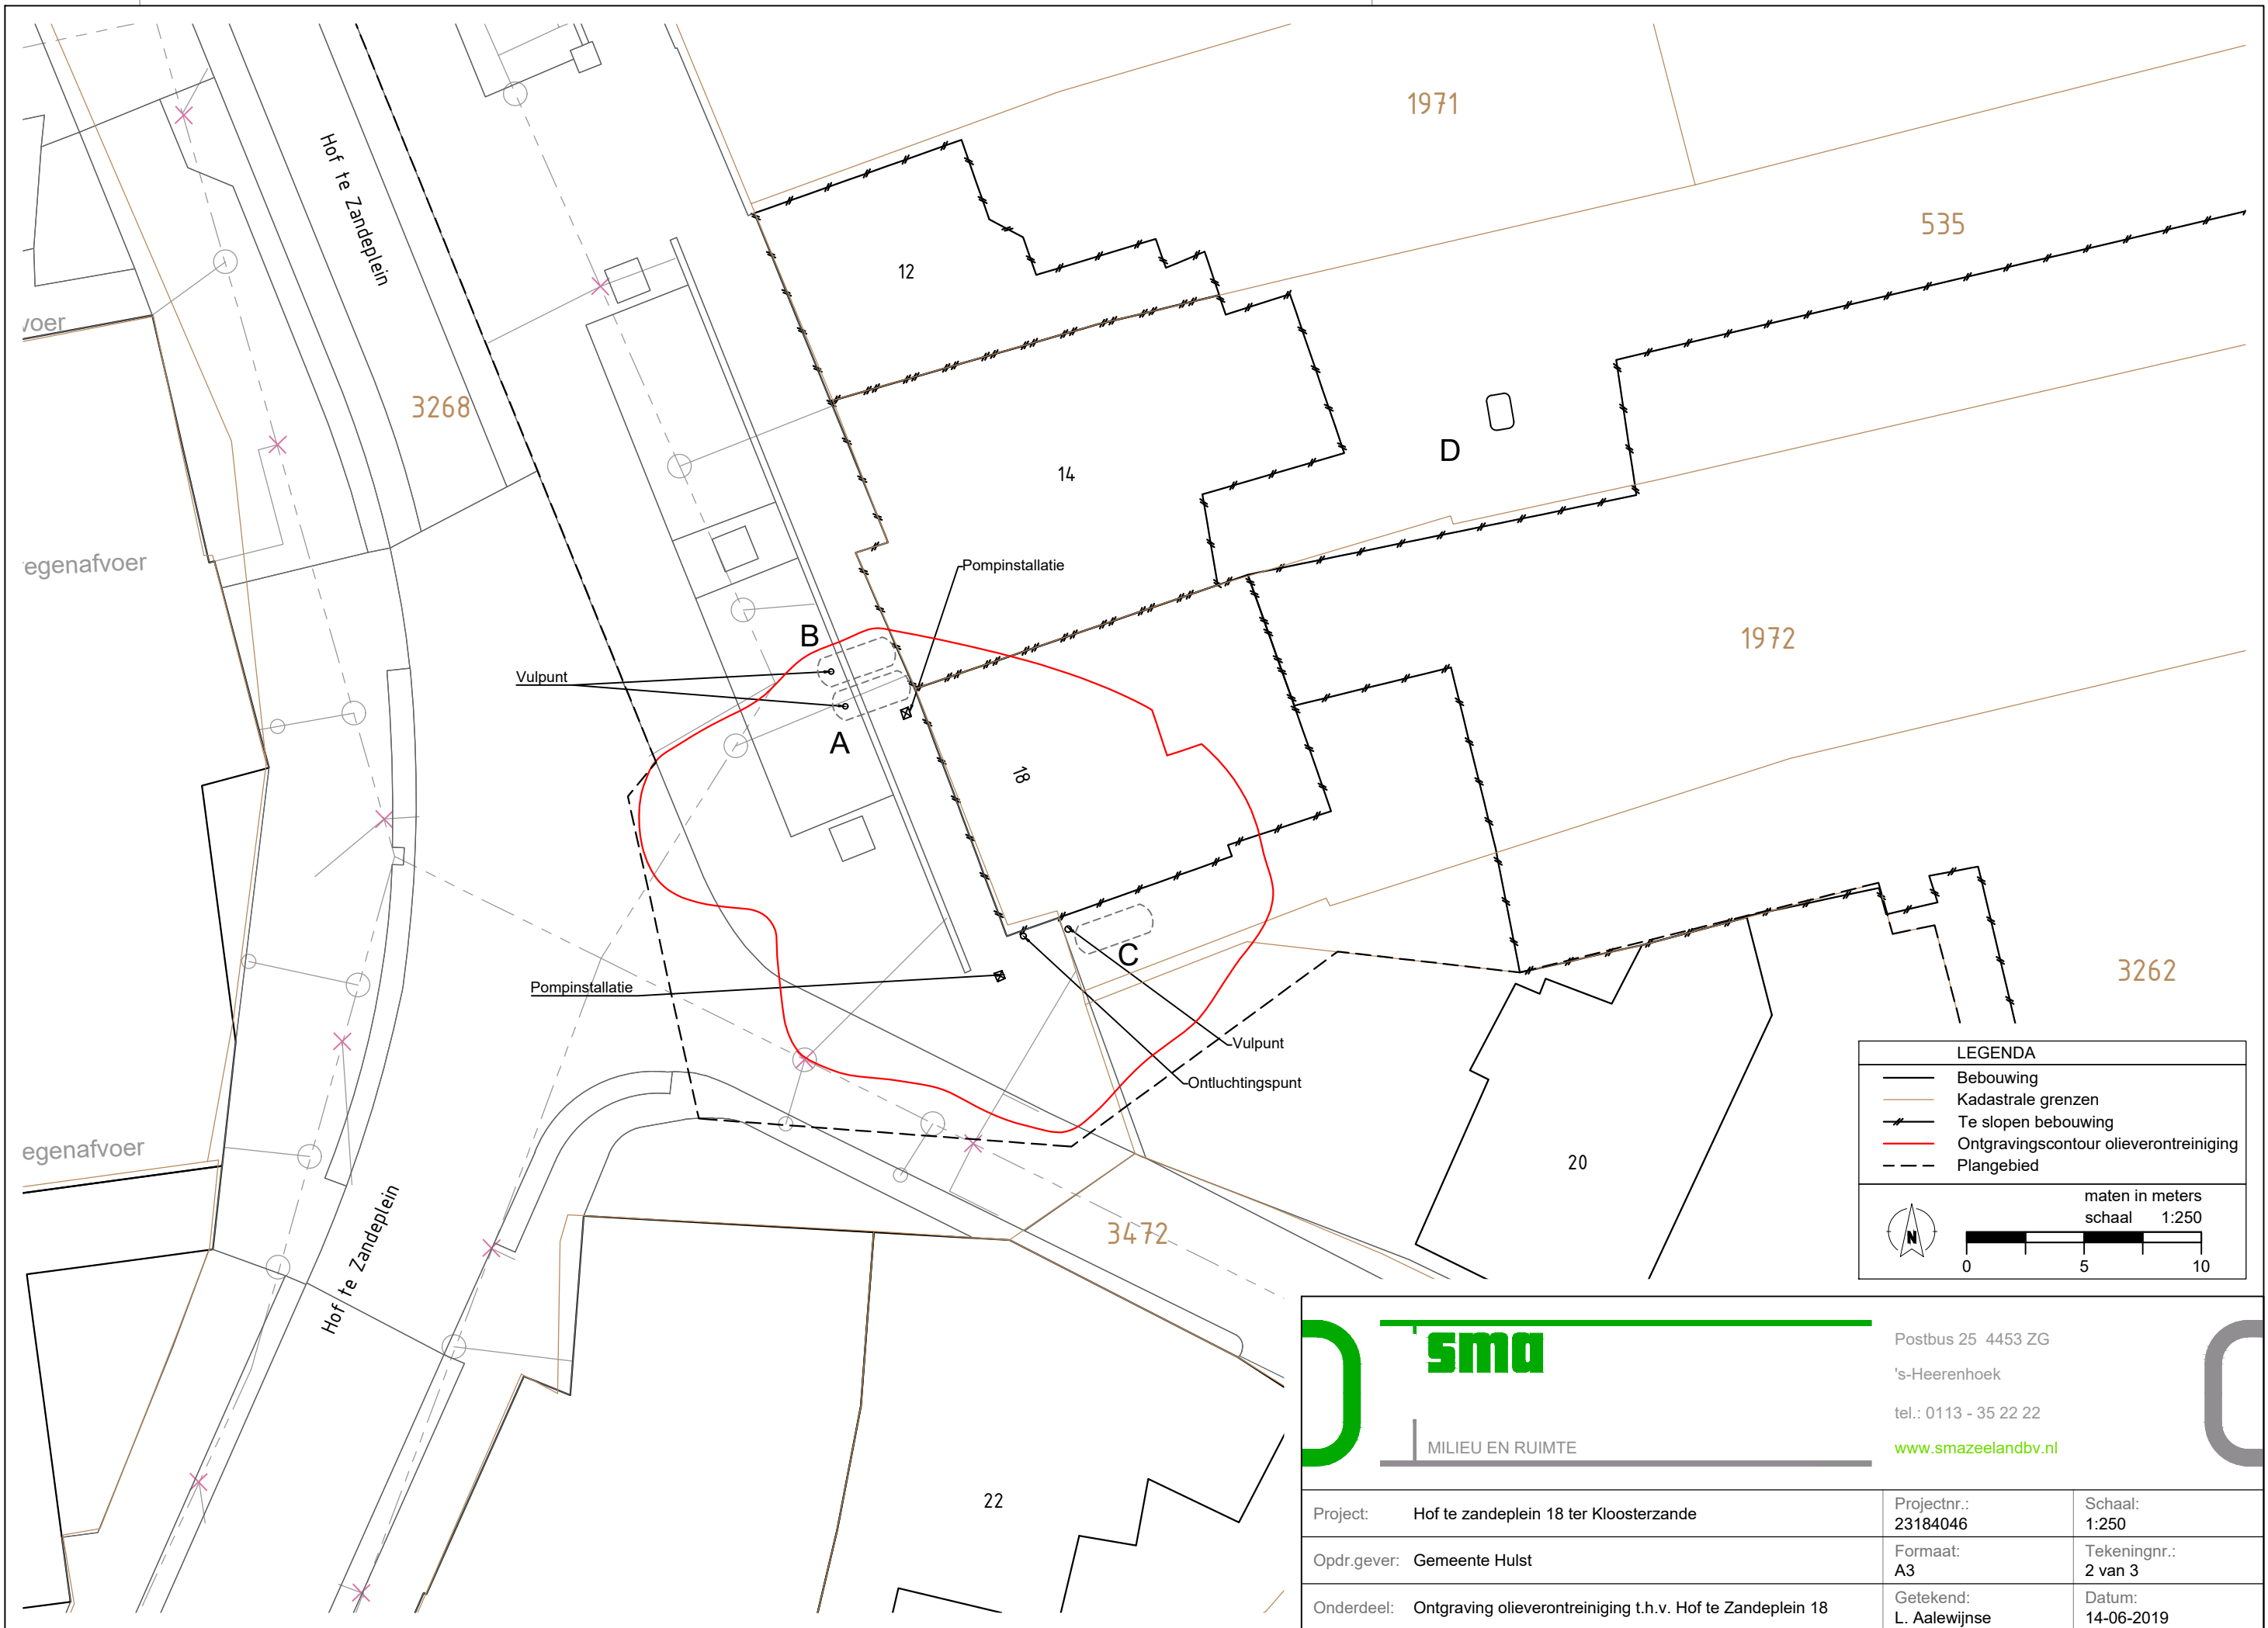 1971
535
Hof te Zandeplein
12
voer
3268
14
D
egenafvoer
Pompinstallatie
B
1972
Vulpunt
A
18
C
3262
Pompinstallatie
Vulpunt
Ontluchtingspunt
egenafvoer
20
3472
Hof te Zandeplein
22
LEGENDA
Bebouwing
Kadastrale grenzen
Te slopen bebouwing
Ontgravingscontour olieverontreiniging
Plangebied
maten in meters
schaal 1:250
N
0 5 10
sma
MILIEU EN RUIMTE
Postbus 25 4453 ZG
's-Heerenhoek
tel.: 0113 - 35 22 22
www.smazeelandbv.nl
Project: Hof te zandeplein 18 ter Kloosterzande
Projectnr.:
23184046
Schaal:
1:250
Opdr.gever: Gemeente Hulst
Formaat:
A3
Tekeningnr.:
2 van 3
Onderdeel: Ontgraving olieverontreiniging t.h.v. Hof te Zandeplein 18
Getekend:
L. Aalewijnse
Datum:
14-06-2019